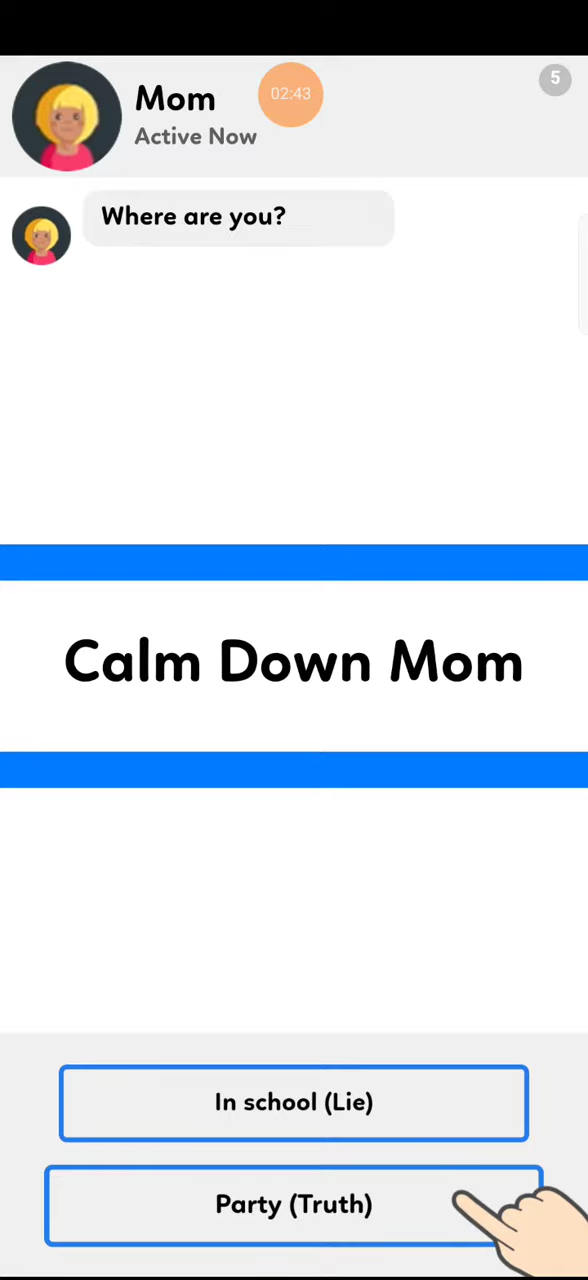 Mom
02:43
5
Active Now
Where are you?
Calm Down Mom
In school (Lie)
Party (Truth)